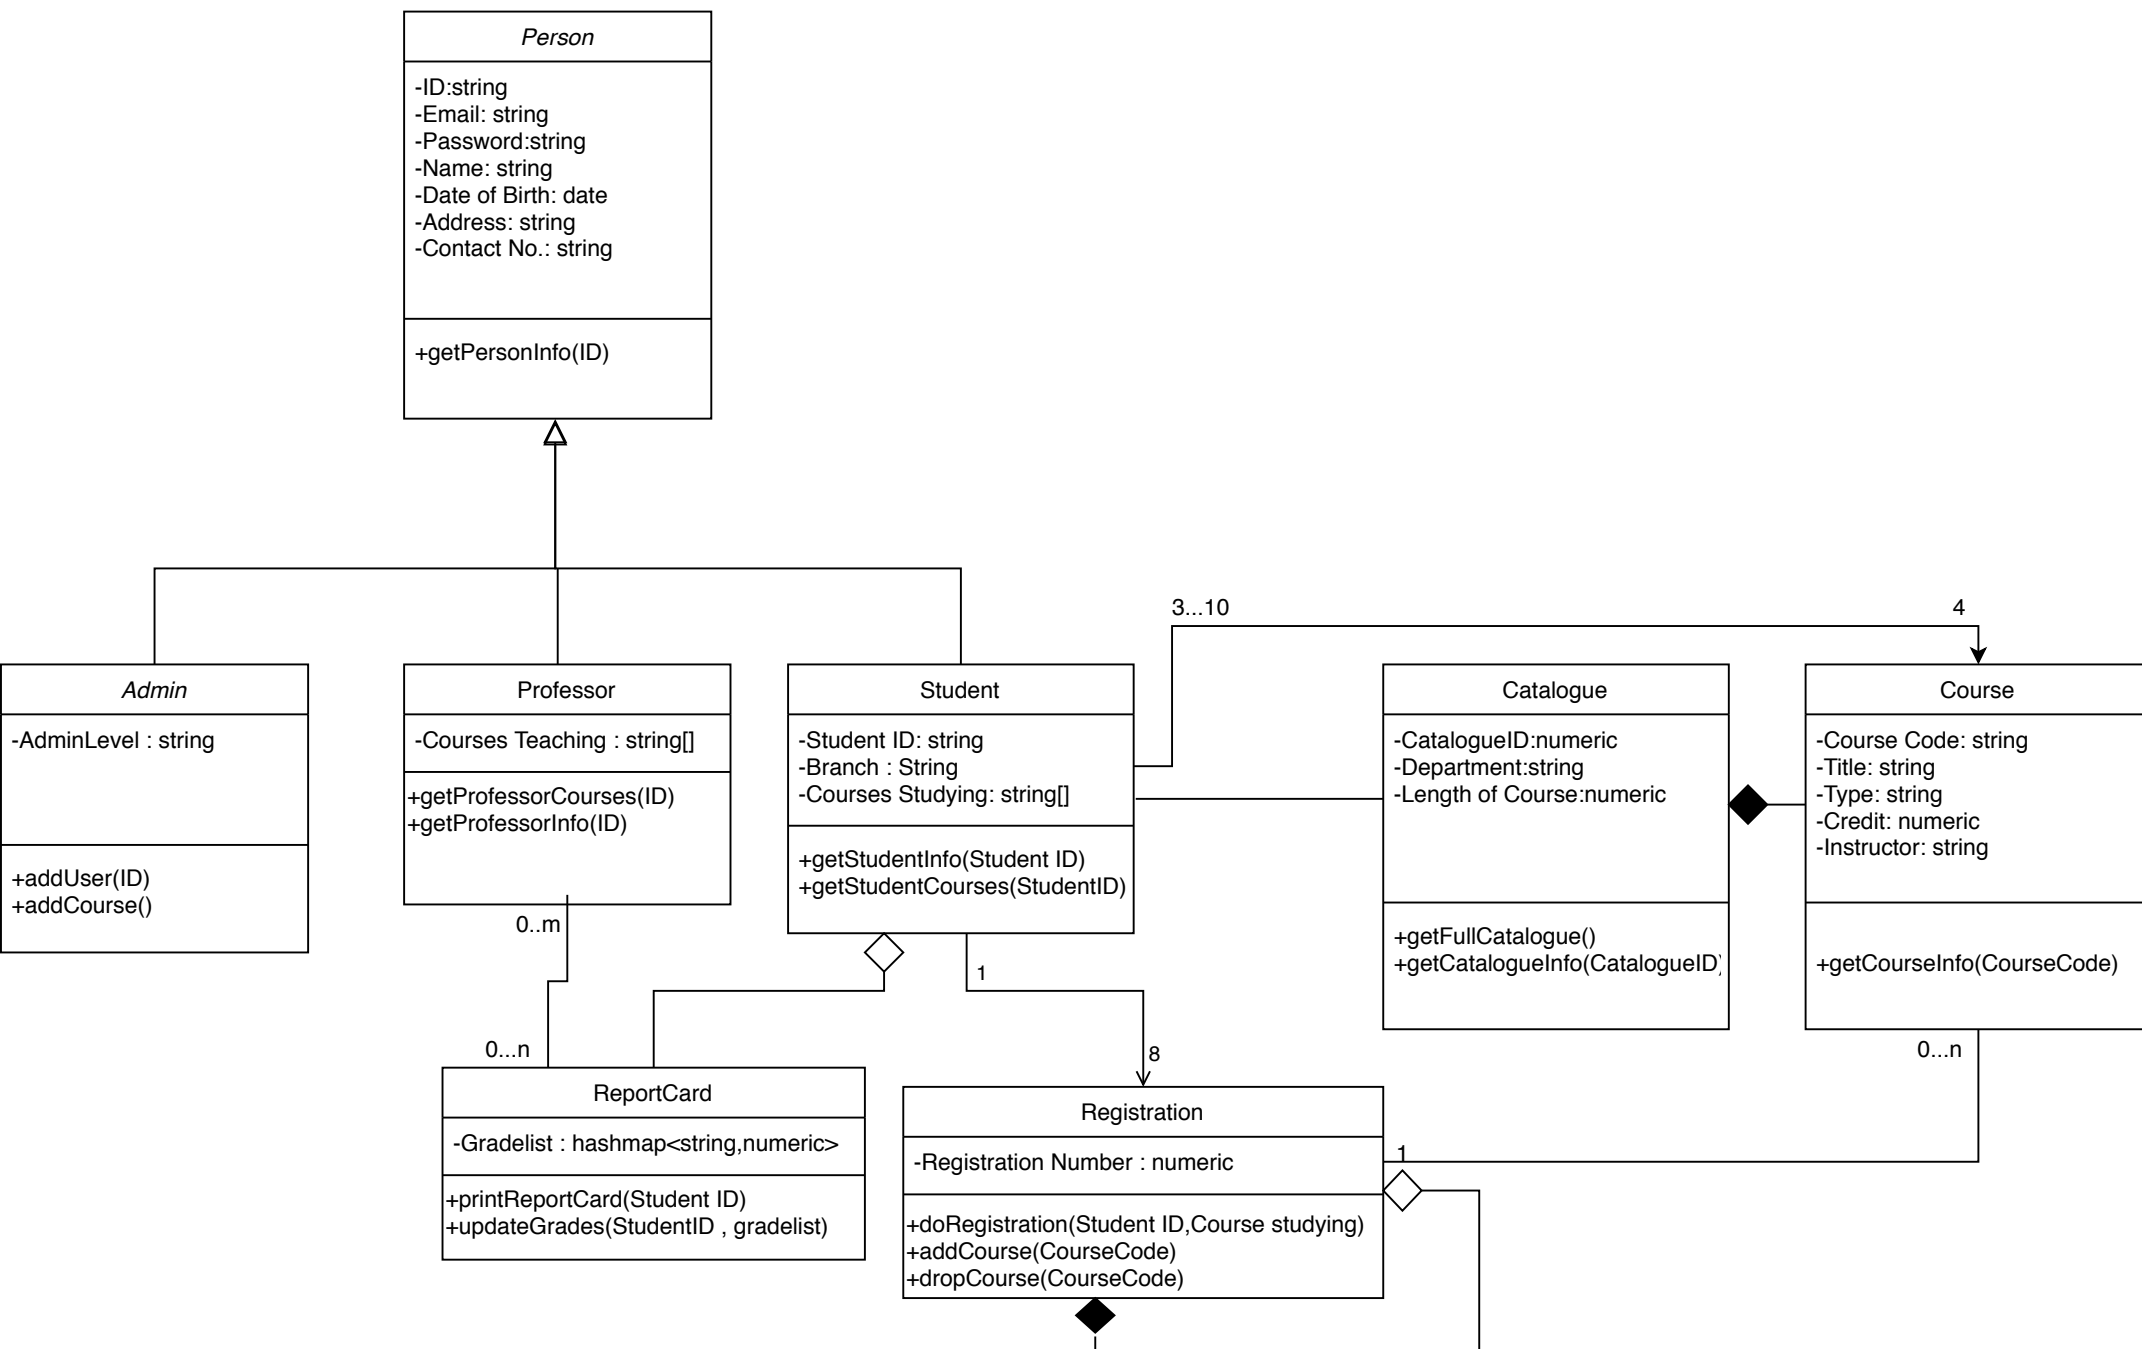 Person
-ID:string
-Email: string
-Password:string
-Name: string
-Date of Birth: date
-Address: string
-Contact No.: string
+getPersonInfo(ID)
3...10
4
Admin
-AdminLevel : string
+addUser(ID)
+addCourse()
Professor
-Courses Teaching : string[]
+getProfessorCourses(ID)
+getProfessorInfo(ID)
0..m
Student
-Student ID: string
-Branch : String
-Courses Studying: string[]
+getStudentInfo(Student ID)
+getStudentCourses(StudentID)
1
Catalogue
-CatalogueID:numeric
-Department:string
-Length of Course:numeric
+getFullCatalogue()
+getCatalogueInfo(CatalogueID)
Course
-Course Code: string
-Title: string
-Type: string
-Credit: numeric
-Instructor: string
+getCourseInfo(CourseCode)
0...n
0...n
8
ReportCard
-Gradelist : hashmap<string,numeric>
+printReportCard(Student ID)
+updateGrades(StudentID , gradelist)
Registration
-Registration Number : numeric
+doRegistration(Student ID,Course studying)
+addCourse(CourseCode)
+dropCourse(CourseCode)
1